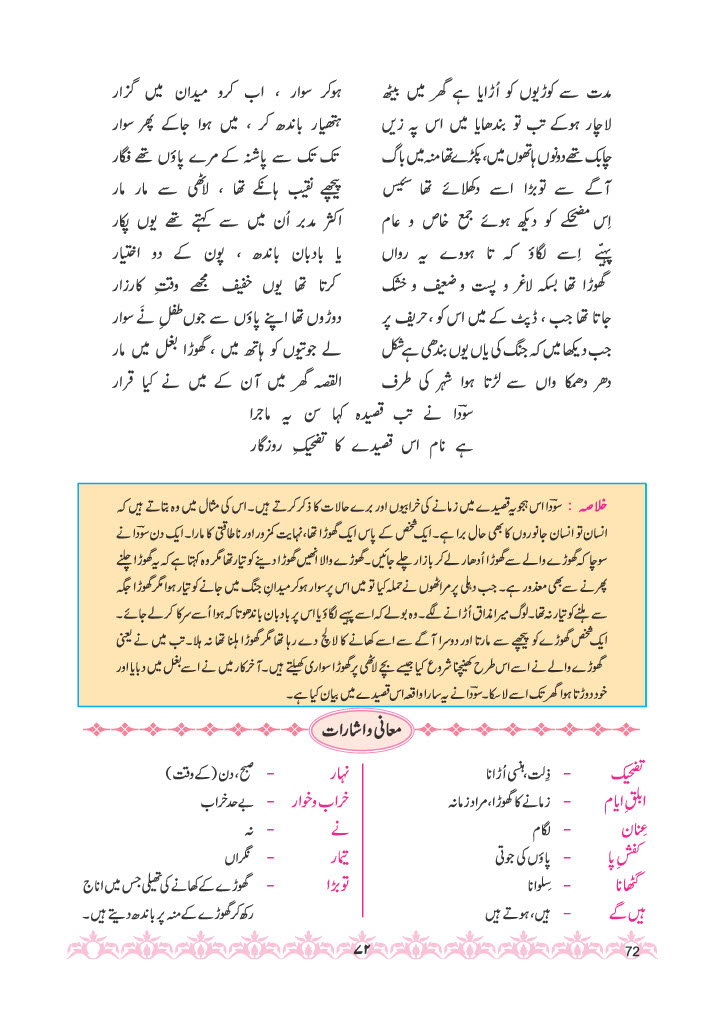 مدت سے کوڑیوں کو اُڑایا ہے گھر میں بیٹھ ہوکر سوار ، اب کرو میدان میں گزار
لاچار ہوکے تب تو بندھایا میں اس پہ زیں ہتھیار باندھ کر ، میں ہوا جاکے پھر سوار
چابک تھے دونوں ہاتھوں میں، پکڑے تھا منہ میں باگ تک تک سے پاشنہ کے مرے پاؤں تھے فگار
آگے سے توبڑا اسے دکھلائے تھا سئیس پیچھے نقیب ہانکے تھا ، لاٹھی سے مار مار
اِس مضحکے کو دیکھ ہوئے جمع خاص و عام اکثر مدبر اُن میں سے کہتے تھے یوں پکار
پہیّے اِسے لگاؤ کہ تا ہووے یہ رواں یا بادبان باندھ ، پون کے دو اختیار
گھوڑا تھا بسکہ لاغر و پست و ضعیف و خشک کرتا تھا یوں خفیف مجھے وقتِ کارزار
جاتا تھا جب ، ڈپٹ کے میں اس کو ، حریف پر دوڑوں تھا اپنے پاؤں سے جوں طفلِ نَے سوار
جب دیکھا میں کہ جنگ کی یاں یوں بندھی ہے شکل لے جوتیوں کو ہاتھ میں ، گھوڑا بغل میں مار
دھر دھمکا واں سے لڑتا ہوا شہر کی طرف القصہ گھر میں آن کے میں نے کیا قرار
سوداؔ نے تب قصیدہ کہا سن یہ ماجرا
ہے نام اس قصیدے کا تضحیکِ روزگار
خلاصہ : سوداؔ اس ہجویہ قصیدے میں زمانے کی خرابیوں اور برے حالات کا ذکر کرتے ہیں۔ اس کی مثال میں وہ بتاتے ہیں کہ
انسان تو انسان جانوروں کا بھی حال برا ہے۔ ایک شخص کے پاس ایک گھوڑا تھا، نہایت کمزور اور ناطاقتی کا مارا۔ ایک دن سوداؔ نے
سوچا کہ گھوڑے والے سے گھوڑا اُدھار لے کر بازار چلے جائیں۔ گھوڑے والا انھیں گھوڑا دینے کو تیار تھا مگر وہ کہتا ہے کہ یہ گھوڑا چلنے
پھرنے سے بھی معذور ہے۔ جب دہلی پر مراٹھوں نے حملہ کیا تو میں اس پر سوار ہوکر میدانِ جنگ میں جانے کو تیار ہوا مگر گھوڑا جگہ
سے ہلنے کو تیار نہ تھا۔ لوگ میرا مذاق اُڑانے لگے۔ وہ بولے کہ اسے پہیے لگاؤ یا اس پر بادبان باندھو تاکہ ہوا اُسے سرکا کر لے جائے۔
ایک شخص گھوڑے کو پیچھے سے مارتا اور دوسرا آگے سے اسے کھانے کا لالچ دے رہا تھا مگر گھوڑا ہلنا تھا نہ ہلا۔ تب میں نے یعنی
گھوڑے والے نے اسے اس طرح کھینچنا شروع کیا جیسے بچے لاٹھی پر گھوڑا سواری کھیلتے ہیں۔ آخر کار میں نے اسے بغل میں دبایا اور
خود دوڑتا ہوا گھر تک اسے لا سکا۔ سوداؔ نے یہ سارا واقعہ اس قصیدے میں بیان کیا ہے۔
معانی و اشارات
تضحیک - ذِلت، ہنسی اُڑانا
ابلقِ ایام - زمانے کا گھوڑا، مراد زمانہ
عِنان - لگام
کفشِ پا - پاؤں کی جوتی
گٹھانا - سِلوانا
ہیں گے - ہیں، ہوتے ہیں
نہار - صبح، دن (کے وقت)
خراب و خوار - بے حد خراب
نے - نہ
تیمار - نگراں
توبڑا - گھوڑے کے کھانے کی تھیلی جس میں اناج
رکھ کر گھوڑے کے منہ پر باندھ دیتے ہیں۔
۷۲
72